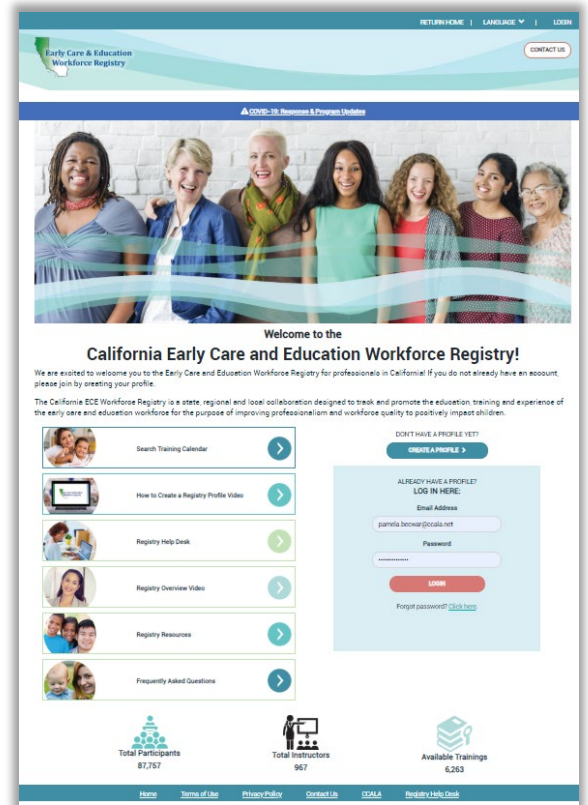 RETURN HOME | LANGUAGE | LOGIN
Early Care & Education
Workforce Registry
CONTACT US
COVID-19: Response & Program Updates
Welcome to the
California Early Care and Education Workforce Registry!
We are excited to welcome you to the Early Care and Education Workforce Registry for professionals in California! If you do not already have an account,
please join by creating your profile.
The California ECE Workforce Registry is a state, regional and local collaboration designed to track and promote the education, training and experience of
the early care and education workforce for the purpose of improving professionalism and workforce quality to positively impact children.
Search Training Calendar
How to Create a Registry Profile Video
Registry Help Desk
Registry Overview Video
Registry Resources
Frequently Asked Questions
DON'T HAVE A PROFILE YET?
CREATE A PROFILE >
ALREADY HAVE A PROFILE?
LOG IN HERE:
Email Address
pamela.becwar@ccala.net
Password
LOGIN
Forgot password? Click here
Total Participants
87,757
Total Instructors
967
Available Trainings
6,263
Home Terms of Use Privacy Policy Contact Us CCALA Registry Help Desk